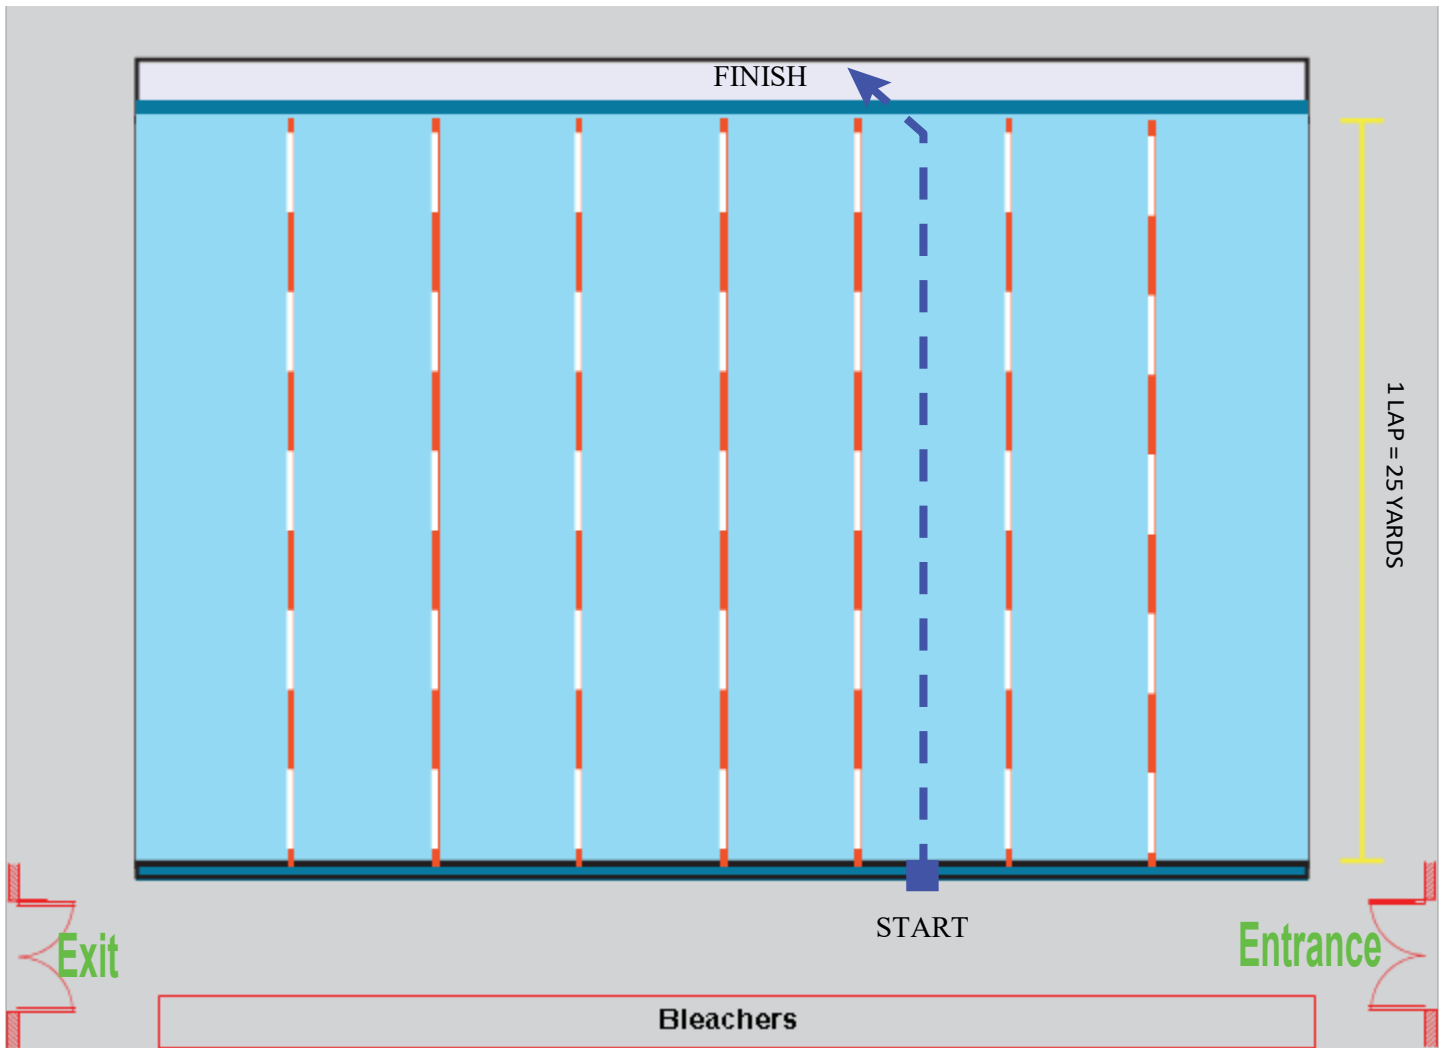 FINISH
1 LAP = 25 YARDS
START
Exit
Entrance
Bleachers